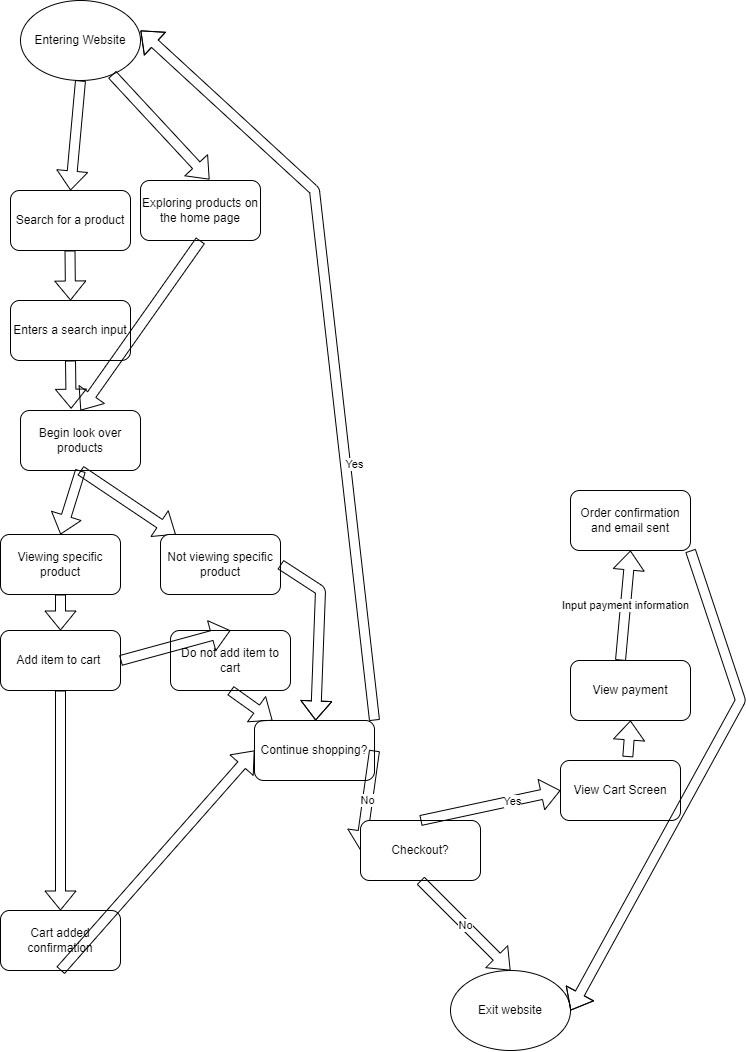 Entering Website
Exploring products on
the home page
Search for a product
Enters a search input
Begin look over
products
Yes
Order confirmation
and email sent
Viewing specific
product
Not viewing specific
product
Input payment information
Add item to cart
Do not add item to
cart
View payment
Continue shopping?
View Cart Screen
No
Yes
Checkout?
Cart added
confirmation
No
Exit website